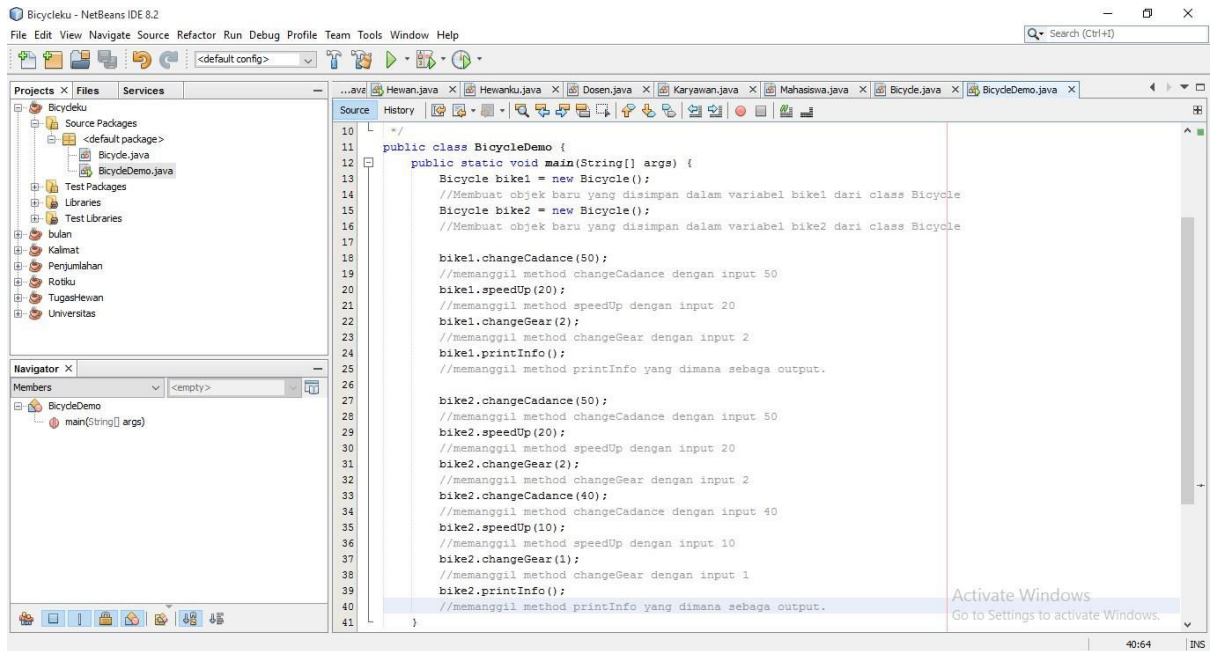 Bicycleku - NetBeans IDE 8.2
File Edit View Navigate Source Refactor Run Debug Profile Team Tools Window Help
Search (Ctrl+I)
<default config>
Projects Files Services
Bicycleku
Source Packages
<default package>
Bicycle.java
BicycleDemo.java
Test Packages
Libraries
Test Libraries
bulan
Kalimat
Penjumlahan
Rotiku
TugasHewan
Universitas
Navigator
Members <empty>
BicycleDemo
main(String[] args)
...ava Hewan.java Hewanku.java Dosen.java Karyawan.java Mahasiswa.java Bicycle.java BicycleDemo.java
Source History
10 */
11 public class BicycleDemo {
12 public static void main(String[] args) {
13 Bicycle bike1 = new Bicycle();
14 //Membuat objek baru yang disimpan dalam variabel bike1 dari class Bicycle
15 Bicycle bike2 = new Bicycle();
16 //Membuat objek baru yang disimpan dalam variabel bike2 dari class Bicycle
17
18 bike1.changeCadance(50);
19 //memanggil method changeCadance dengan input 50
20 bike1.speedUp(20);
21 //memanggil method speedUp dengan input 20
22 bike1.changeGear(2);
23 //memanggil method changeGear dengan input 2
24 bike1.printInfo();
25 //memanggil method printInfo yang dimana sebaga output.
26
27 bike2.changeCadance(50);
28 //memanggil method changeCadance dengan input 50
29 bike2.speedUp(20);
30 //memanggil method speedUp dengan input 20
31 bike2.changeGear(2);
32 //memanggil method changeGear dengan input 2
33 bike2.changeCadance(40);
34 //memanggil method changeCadance dengan input 40
35 bike2.speedUp(10);
36 //memanggil method speedUp dengan input 10
37 bike2.changeGear(1);
38 //memanggil method changeGear dengan input 1
39 bike2.printInfo();
40 //memanggil method printInfo yang dimana sebaga output.
41 }
Activate Windows
Go to Settings to activate Windows.
40:64 INS